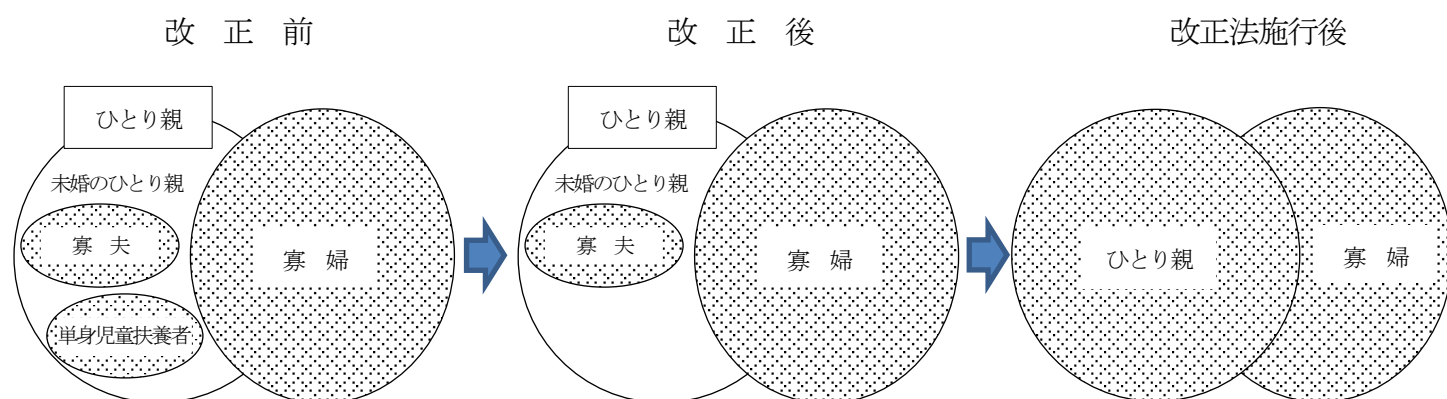 改 正 前
ひとり親
未婚のひとり親
寡 夫
単身児童扶養者
寡 婦
改 正 後
ひとり親
未婚のひとり親
寡 夫
寡 婦
改正法施行後
ひとり親
寡 婦